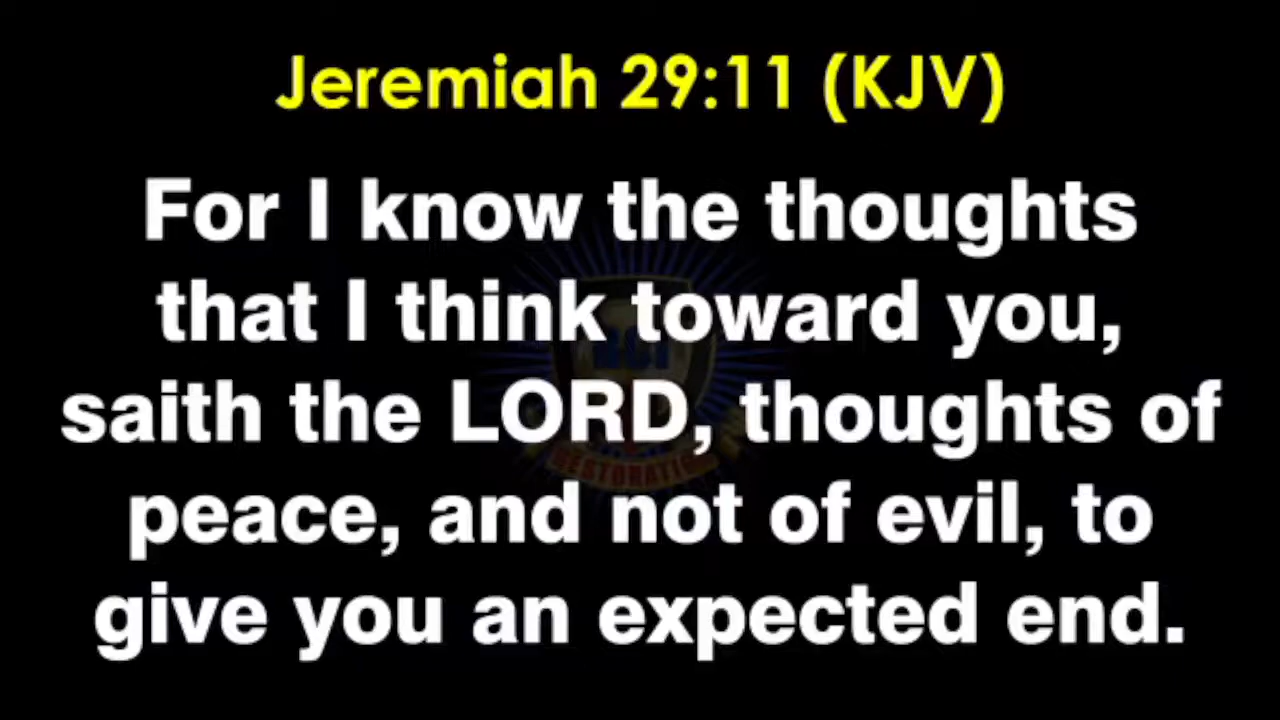 Jeremiah 29:11 (KJV)
For I know the thoughts
that I think toward you,
saith the LORD, thoughts of
peace, and not of evil, to
give you an expected end.
RESTORATION